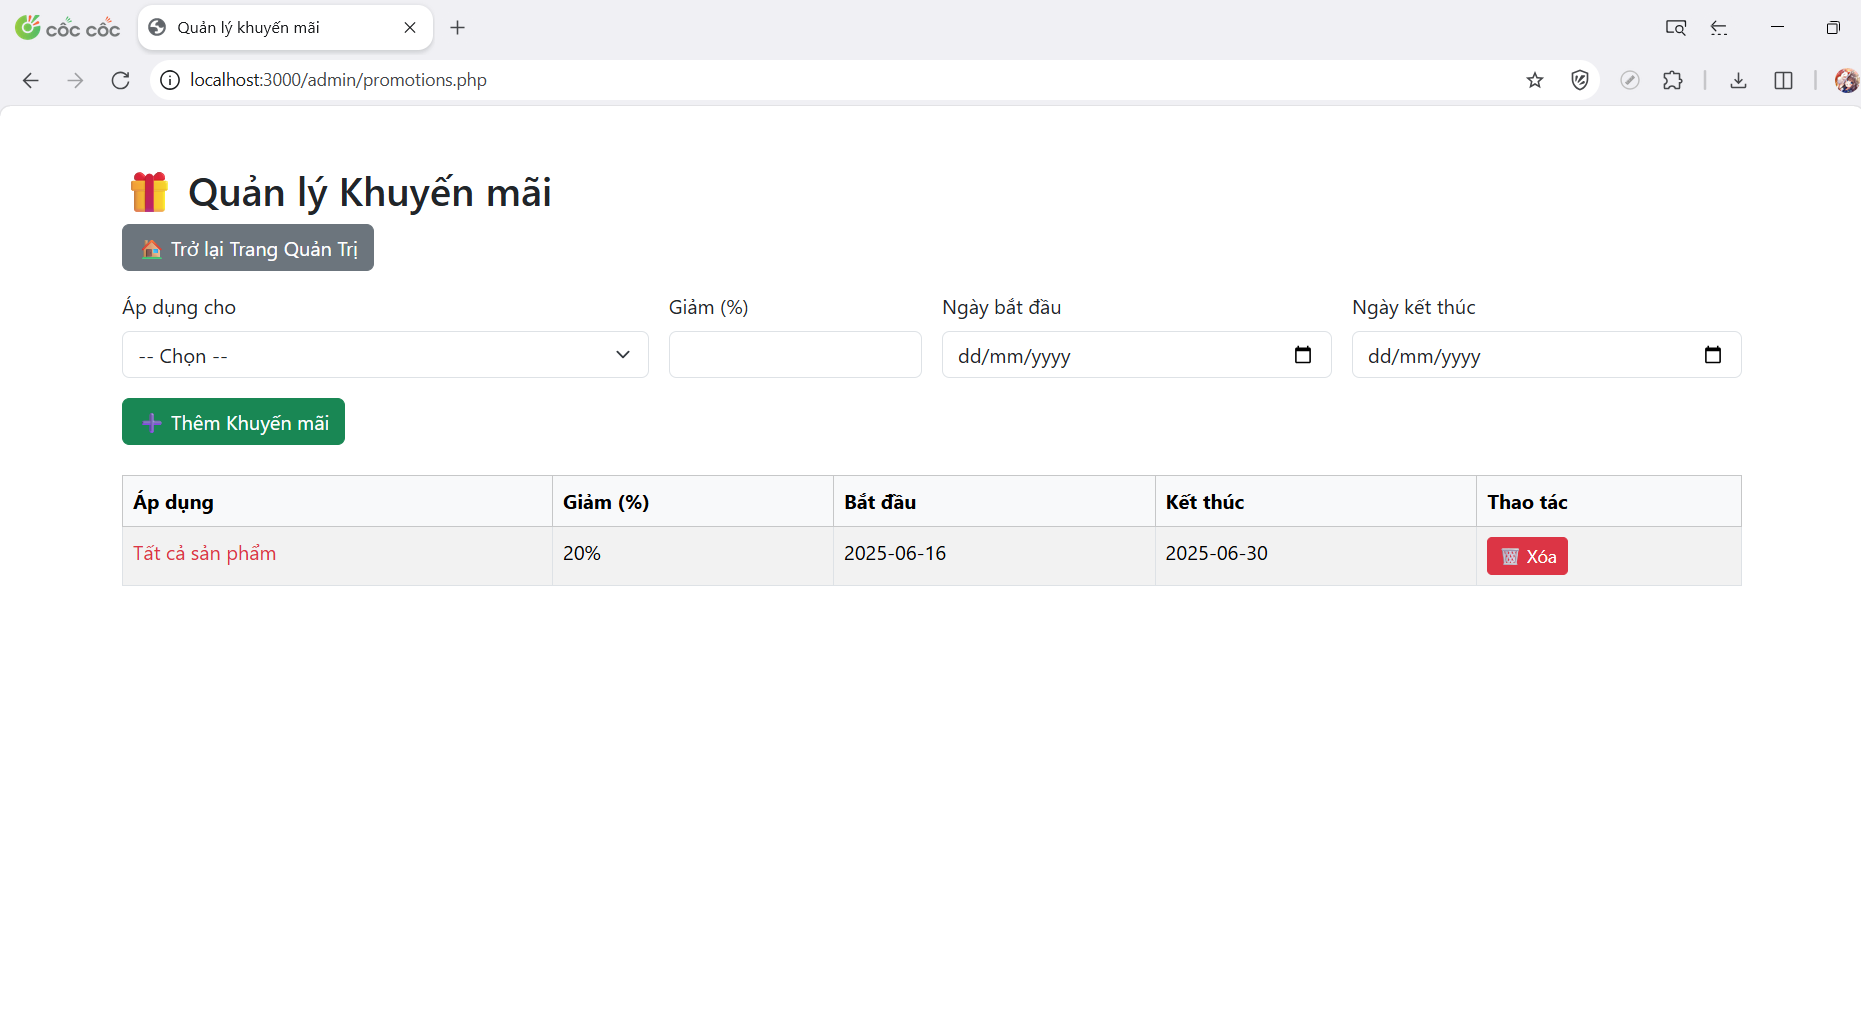 cốc cốc
Quản lý khuyến mãi
localhost:3000/admin/promotions.php
Quản lý Khuyến mãi
Trở lại Trang Quản Trị
Áp dụng cho Giảm (%) Ngày bắt đầu Ngày kết thúc
-- Chọn -- dd/mm/yyyy dd/mm/yyyy
Thêm Khuyến mãi
Áp dụng Giảm (%) Bắt đầu Kết thúc Thao tác
Tất cả sản phẩm 20% 2025-06-16 2025-06-30 Xóa